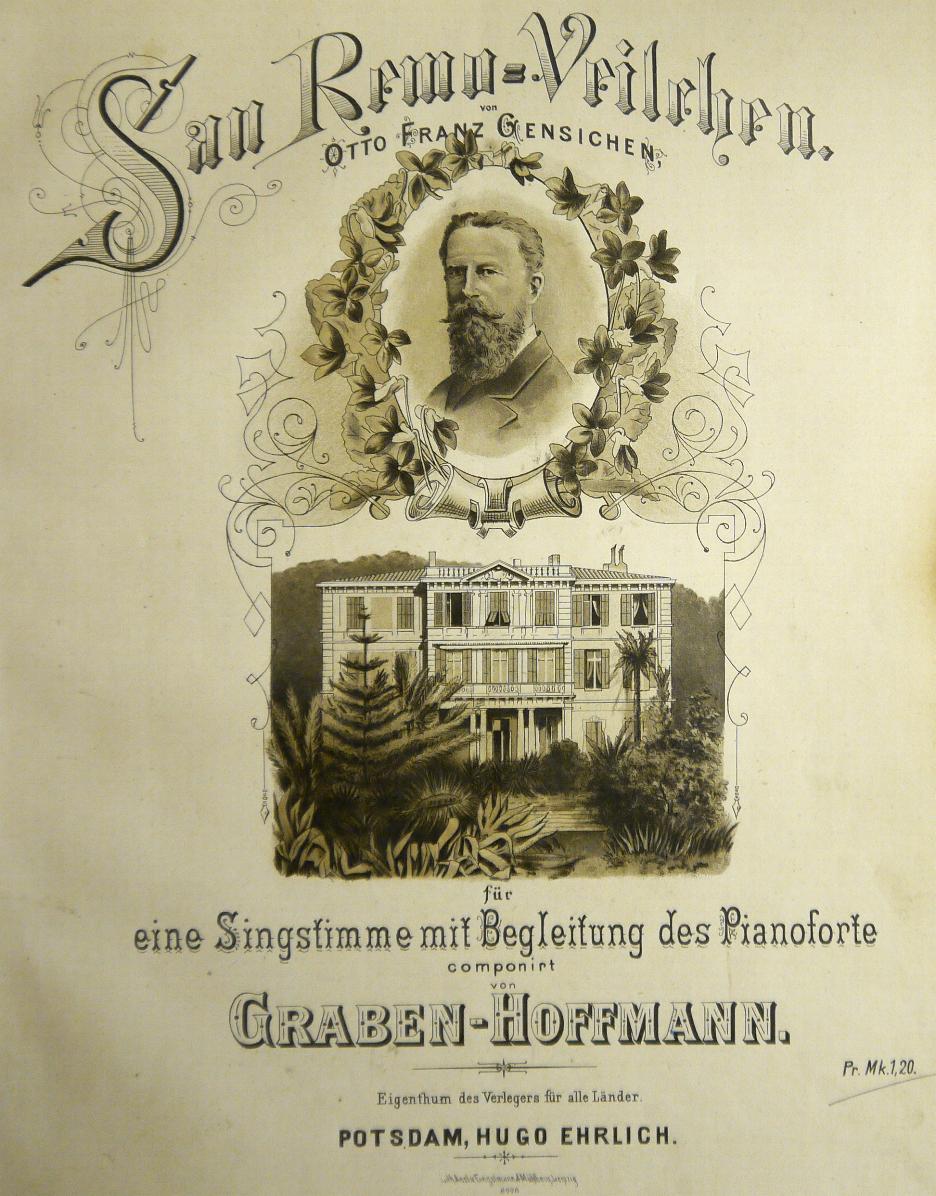 San Remo=Veilchen.
von
OTTO FRANZ GENSICHEN,
für
eine Singstimme mit Begleitung des Pianoforte
componirt
von
GRABEN-HOFFMANN.
Pr. Mk.1,20.
Eigenthum des Verlegers für alle Länder.
POTSDAM, HUGO EHRLICH.
Leipzig